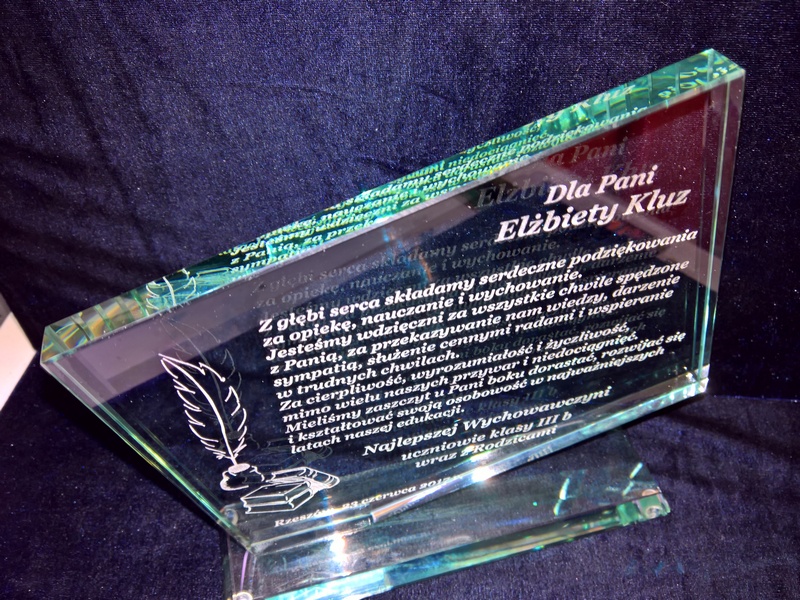 Dla Pani
Elżbiety Kluz
Z głębi serca składamy serdeczne podziękowania
za opiekę, nauczanie i wychowanie.
Jesteśmy wdzięczni za wszystkie chwile spędzone
z Panią, za przekazywanie nam wiedzy, darzenie
sympatią, służenie cennymi radami i wspieranie
w trudnych chwilach.
Za cierpliwość, wyrozumiałość i życzliwość,
mimo wielu naszych przywar i niedociągnięć.
Mieliśmy zaszczyt u Pani boku dorastać, rozwijać się
i kształtować swoją osobowość w najważniejszych
latach naszej edukacji.
Najlepszej Wychowawczyni
uczniowie klasy III b
wraz z Rodzicami
Rzeszów, 23 czerwca